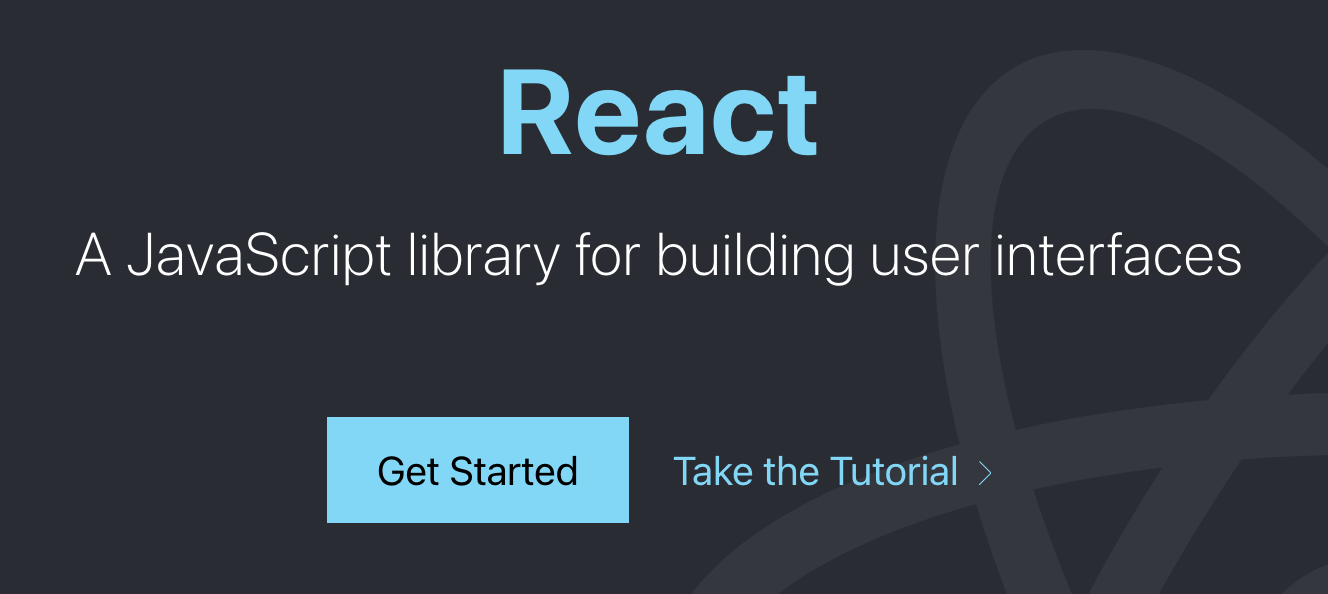 React
A JavaScript library for building user interfaces
Get Started
Take the Tutorial